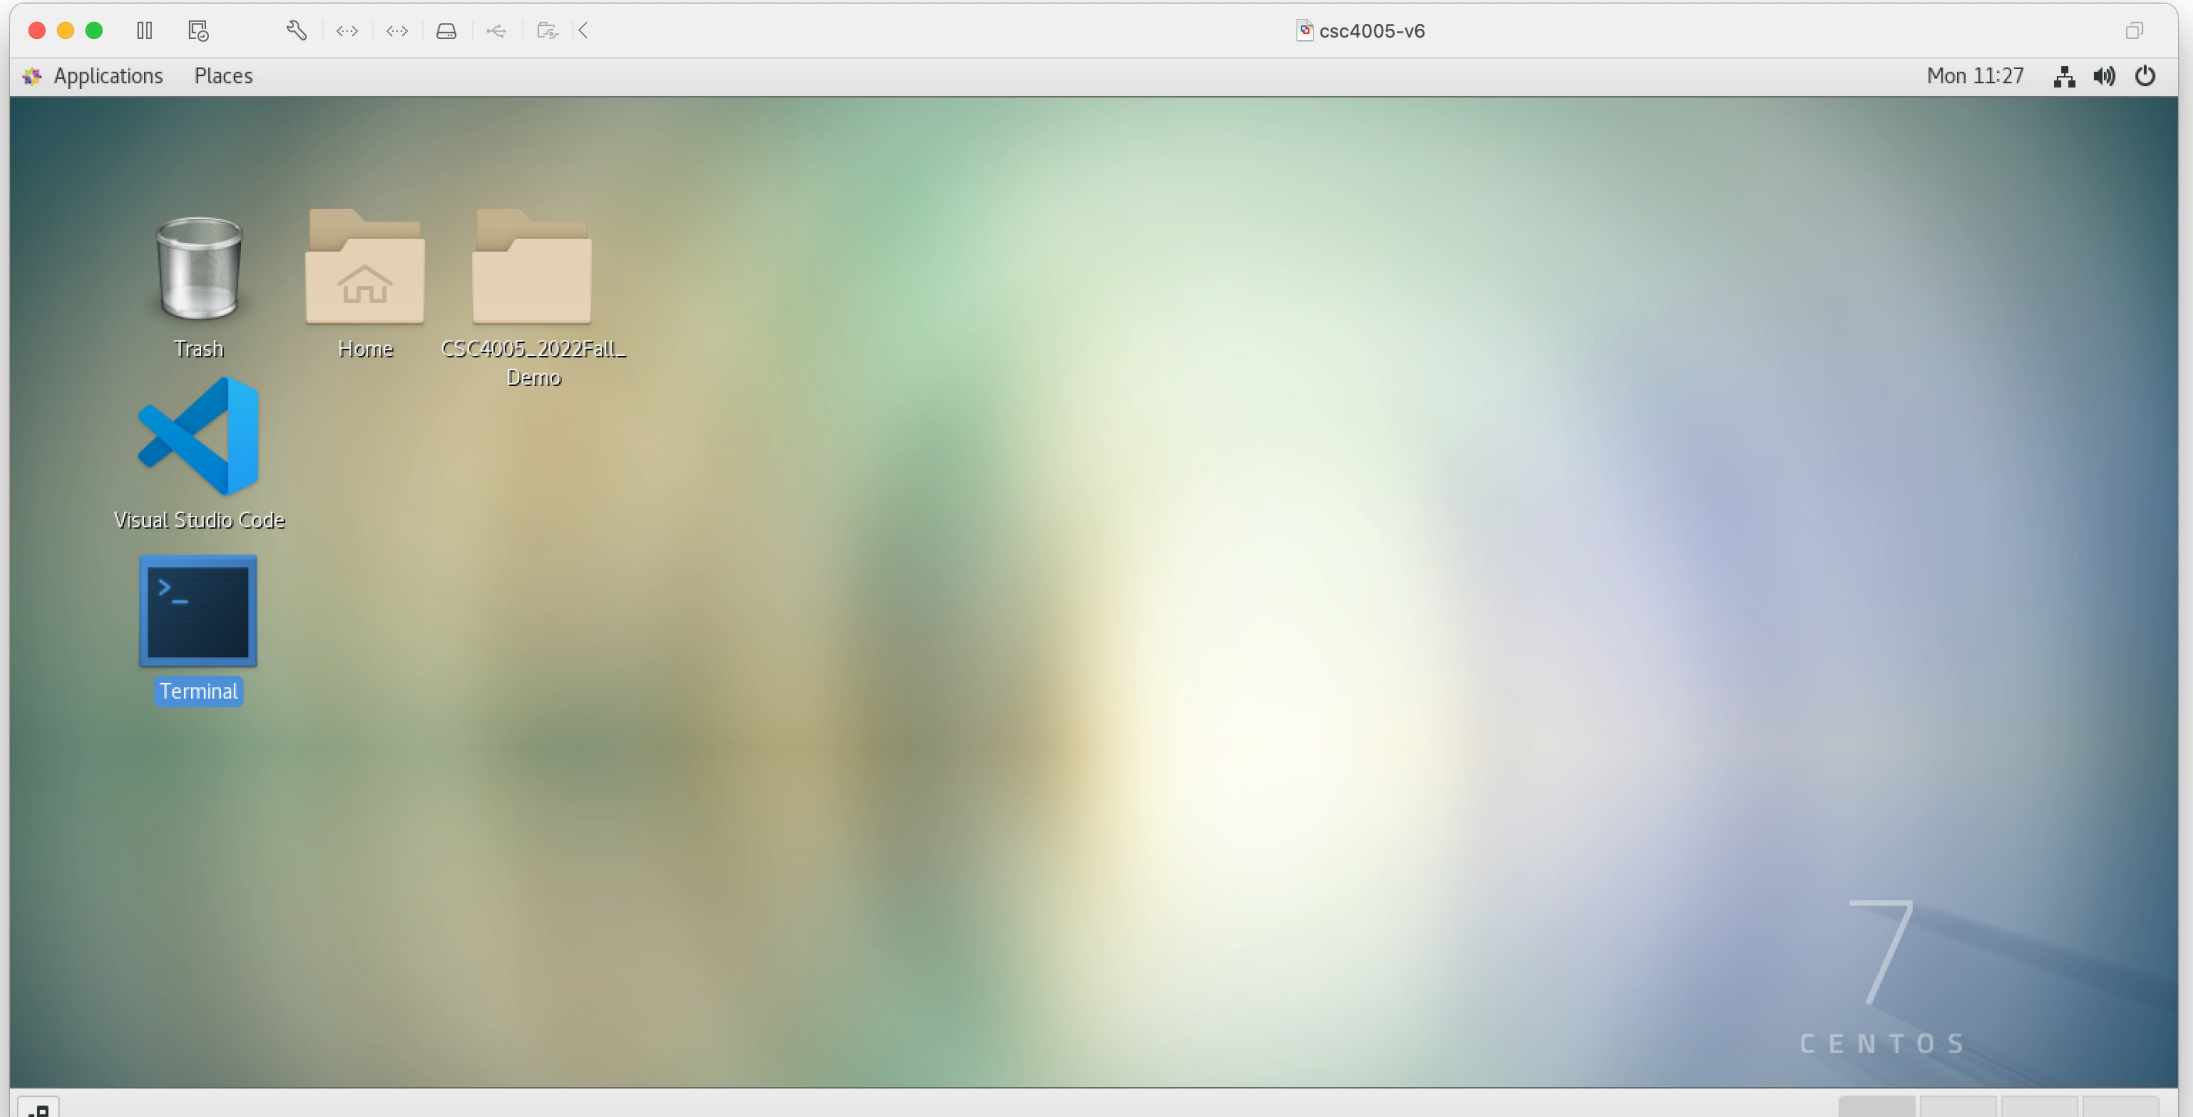 csc4005-v6
Applications Places Mon 11:27
Trash Home CSC4005_2022Fall_
Demo
Visual Studio Code
>_
Terminal
7
CENTOS